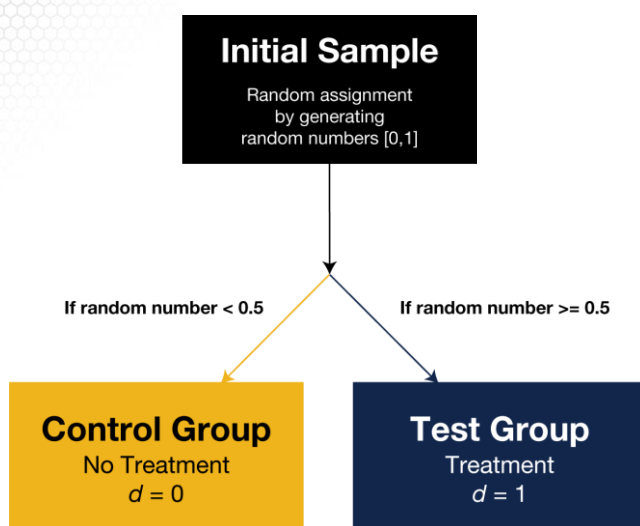 Initial Sample
Random assignment
by generating
random numbers [0,1]
If random number < 0.5
If random number >= 0.5
Control Group
No Treatment
d = 0
Test Group
Treatment
d = 1